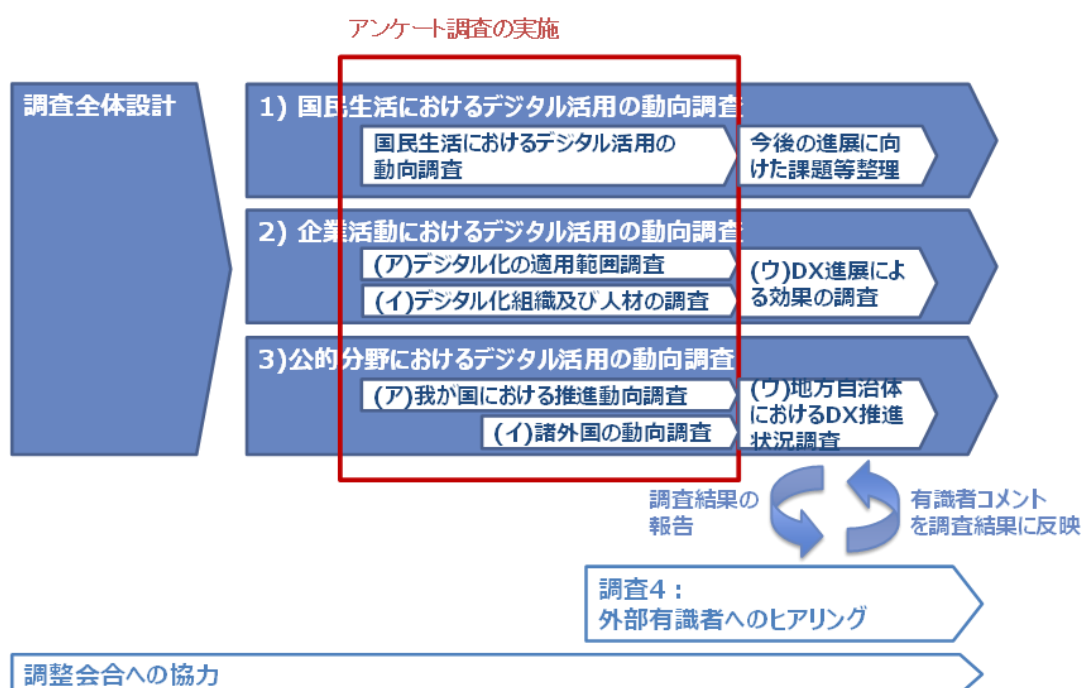 アンケート調査の実施
調査全体設計
1) 国民生活におけるデジタル活用の動向調査
国民生活におけるデジタル活用の
動向調査
今後の進展に向
けた課題等整理
2) 企業活動におけるデジタル活用の動向調査
(ア)デジタル化の適用範囲調査
(イ)デジタル化組織及び人材の調査
(ウ)DX進展によ
る効果の調査
3)公的分野におけるデジタル活用の動向調査
(ア)我が国における推進動向調査
(イ)諸外国の動向調査
(ウ)地方自治体
におけるDX推進
状況調査
調査結果の
報告
有識者コメント
を調査結果に反映
調査4：
外部有識者へのヒアリング
調整会合への協力